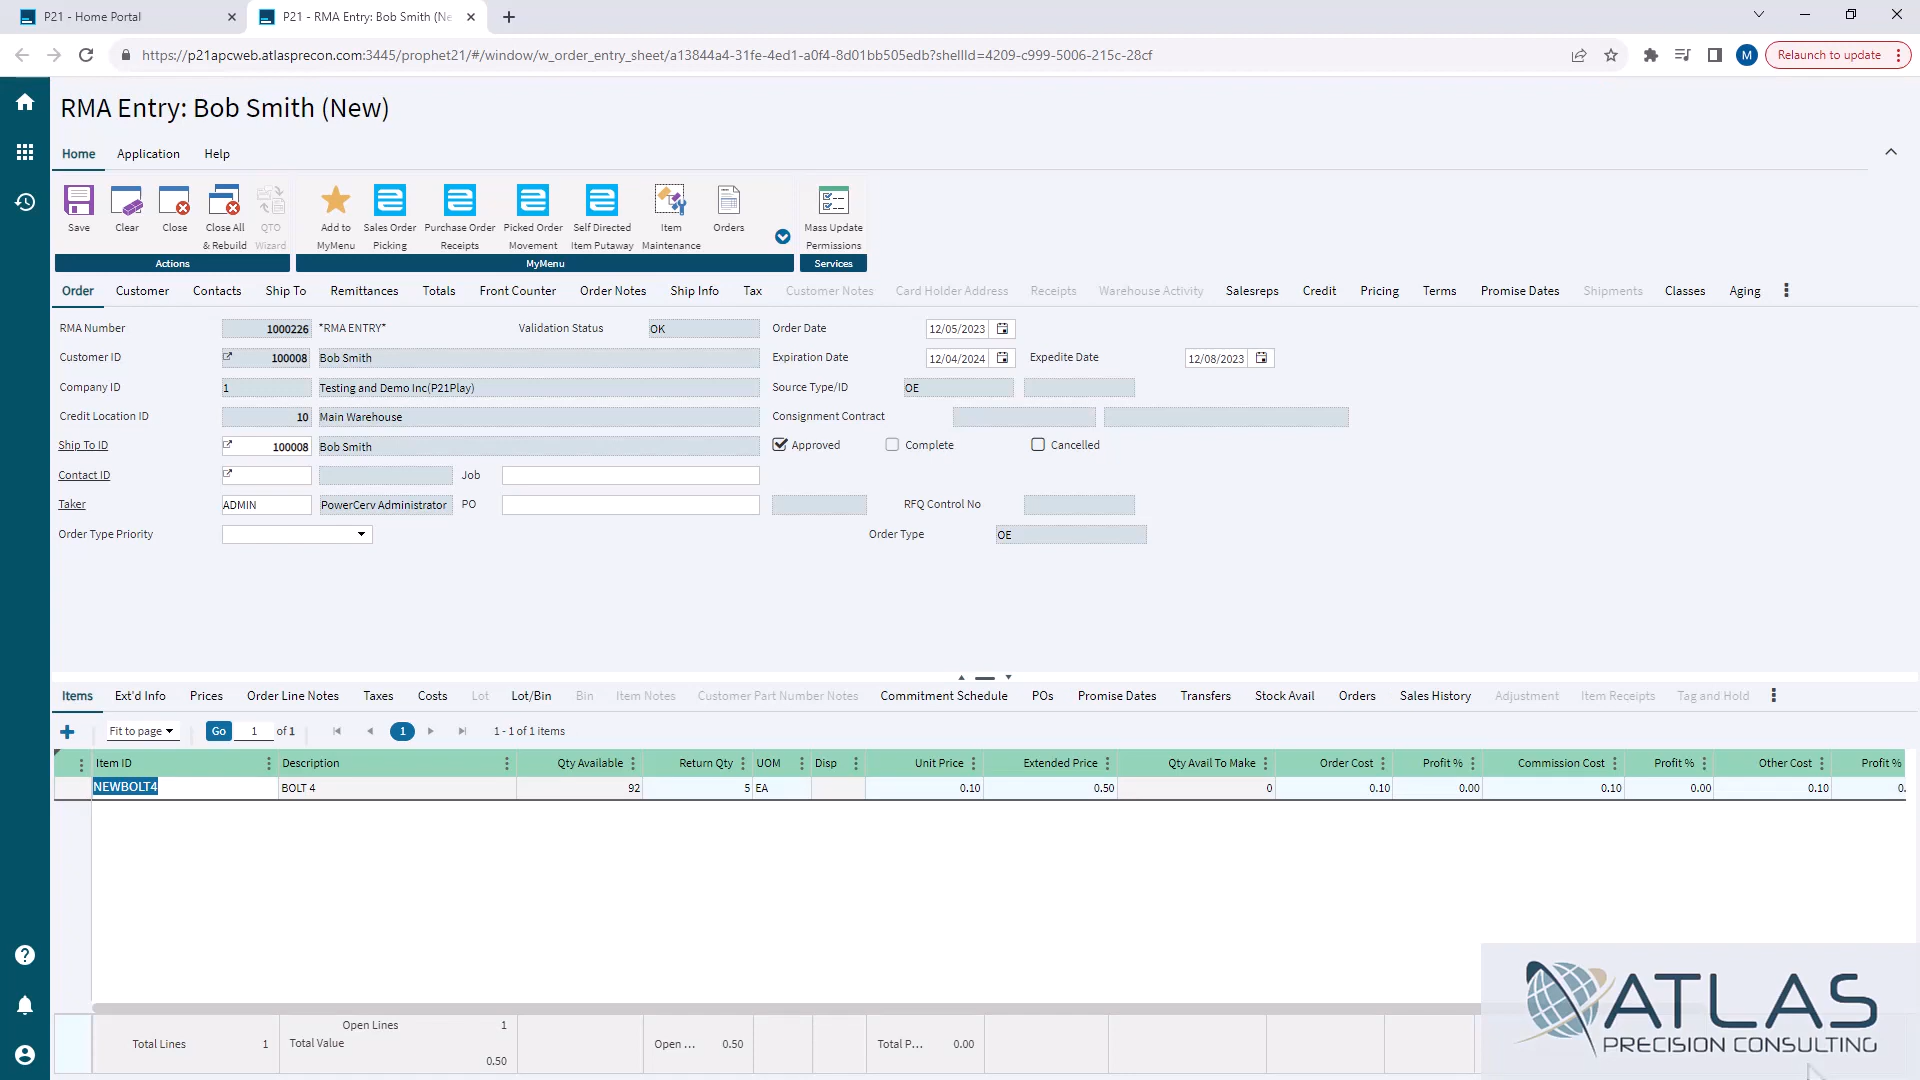 P21 - Home Portal
P21 - RMA Entry: Bob Smith (Ne
https://p21apcweb.atlasprecon.com:3445/prophet21/#/window/w_order_entry_sheet/a13844a4-31fe-4ed1-a0f4-8d01bb505edb?shellId=4209-c999-5006-215c-28cf
M
Relaunch to update
RMA Entry: Bob Smith (New)
Home Application Help
Save
Clear
Close
Close All & Rebuild
QTO Wizard
Add to MyMenu
Sales Order Picking
Purchase Order Receipts
Picked Order Movement
Self Directed Item Putaway
Item Maintenance
Orders
Mass Update Permissions
Actions MyMenu Services
Order Customer Contacts Ship To Remittances Totals Front Counter Order Notes Ship Info Tax Customer Notes Card Holder Address Receipts Warehouse Activity Salesreps Credit Pricing Terms Promise Dates Shipments Classes Aging
RMA Number 1000226 *RMA ENTRY* Validation Status OK Order Date 12/05/2023
Customer ID 100008 Bob Smith Expiration Date 12/04/2024 Expedite Date 12/08/2023
Company ID 1 Testing and Demo Inc(P21Play) Source Type/ID OE
Credit Location ID 10 Main Warehouse Consignment Contract
Ship To ID 100008 Bob Smith Approved Complete Cancelled
Contact ID Job
Taker ADMIN PowerCerv Administrator PO RFQ Control No
Order Type Priority Order Type OE
Items Ext'd Info Prices Order Line Notes Taxes Costs Lot Lot/Bin Bin Item Notes Customer Part Number Notes Commitment Schedule POs Promise Dates Transfers Stock Avail Orders Sales History Adjustment Item Receipts Tag and Hold
Fit to page Go 1 of 1 1 1 - 1 of 1 items
Item ID Description Qty Available Return Qty UOM Disp Unit Price Extended Price Qty Avail To Make Order Cost Profit % Commission Cost Profit % Other Cost Profit %
NEWBOLT4 BOLT 4 92 5 EA 0.10 0.50 0 0.10 0.00 0.10 0.00 0.10 0.
Open Lines 1
Total Lines 1 Total Value 0.50 Open ... 0.50 Total P... 0.00
ATLAS
PRECISION CONSULTING